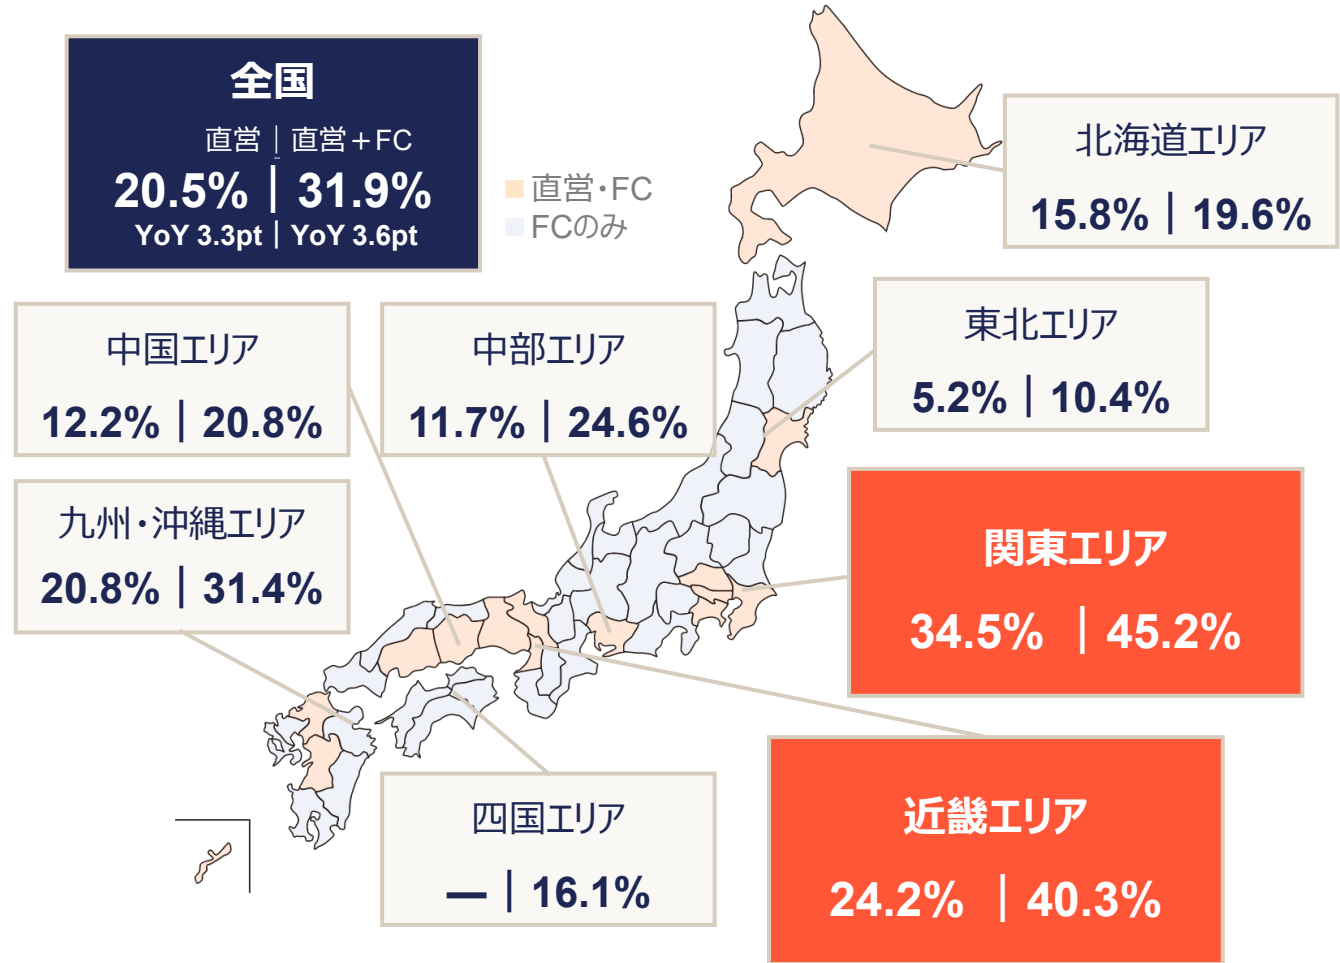 全国
直営｜直営＋FC
20.5%｜31.9%
YoY 3.3pt｜YoY 3.6pt
直営・FC
FCのみ
北海道エリア
15.8%｜19.6%
東北エリア
5.2%｜10.4%
中国エリア
12.2%｜20.8%
中部エリア
11.7%｜24.6%
九州・沖縄エリア
20.8%｜31.4%
関東エリア
34.5% ｜45.2%
四国エリア
―｜16.1%
近畿エリア
24.2% ｜40.3%